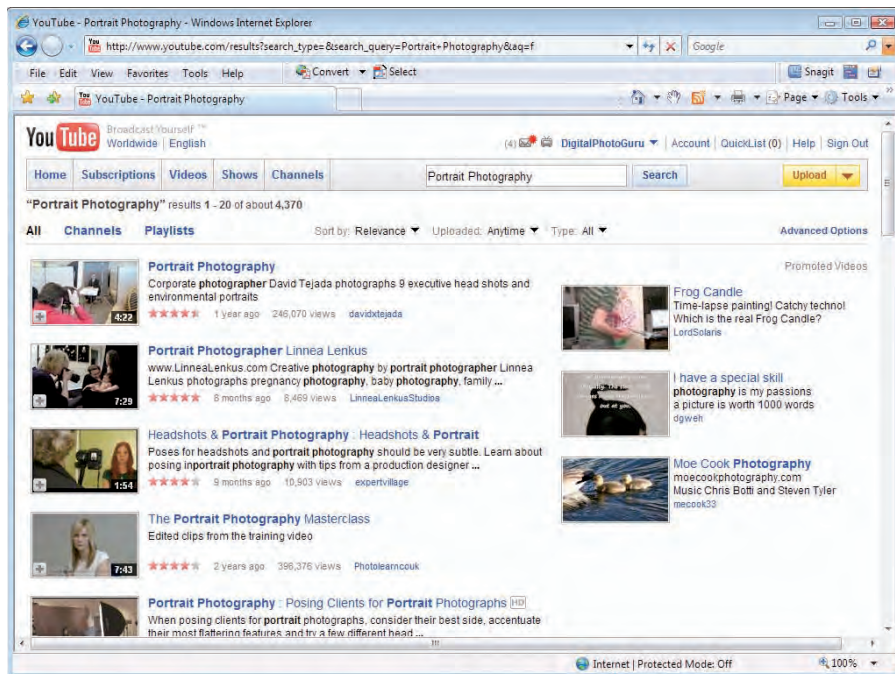 YouTube - Portrait Photography - Windows Internet Explorer
http://www.youtube.com/results?search_type=&search_query=Portrait+Photography&aq=f
Google
File Edit View Favorites Tools Help Convert Select Snagit
YouTube - Portrait Photography Page Tools
YouTube Broadcast Yourself ™
Worldwide | English
(4) DigitalPhotoGuru | Account | QuickList (0) | Help | Sign Out
Home Subscriptions Videos Shows Channels Portrait Photography Search Upload
"Portrait Photography" results 1 - 20 of about 4,370
All Channels Playlists Sort by: Relevance Uploaded: Anytime Type: All Advanced Options
Portrait Photography
Corporate photographer David Tejada photographs 9 executive head shots and
environmental portraits
4:22 1 year ago 246,070 views davidxtejada
Portrait Photographer Linnea Lenkus
www.LinneaLenkus.com Creative photography by portrait photographer Linnea
Lenkus photographs pregnancy photography, baby photography, family ...
7:29 8 months ago 8,469 views LinneaLenkusStudios
Headshots & Portrait Photography : Headshots & Portrait
Poses for headshots and portrait photography should be very subtle. Learn about
posing inportrait photography with tips from a production designer ...
1:54 9 months ago 10,903 views expertvillage
The Portrait Photography Masterclass
Edited clips from the training video
7:43 2 years ago 396,376 views Photolearncouk
Portrait Photography : Posing Clients for Portrait Photographs HD
When posing clients for portrait photographs, consider their best side, accentuate
their most flattering features and try a few different head ...
Promoted Videos
Frog Candle
Time-lapse painting! Catchy techno!
Which is the real Frog Candle?
LordSolaris
I have a special skill
photography is my passions
a picture is worth 1000 words
dgweh
Moe Cook Photography
moecookphotography.com
Music Chris Botti and Steven Tyler
mecook33
Internet | Protected Mode: Off 100%